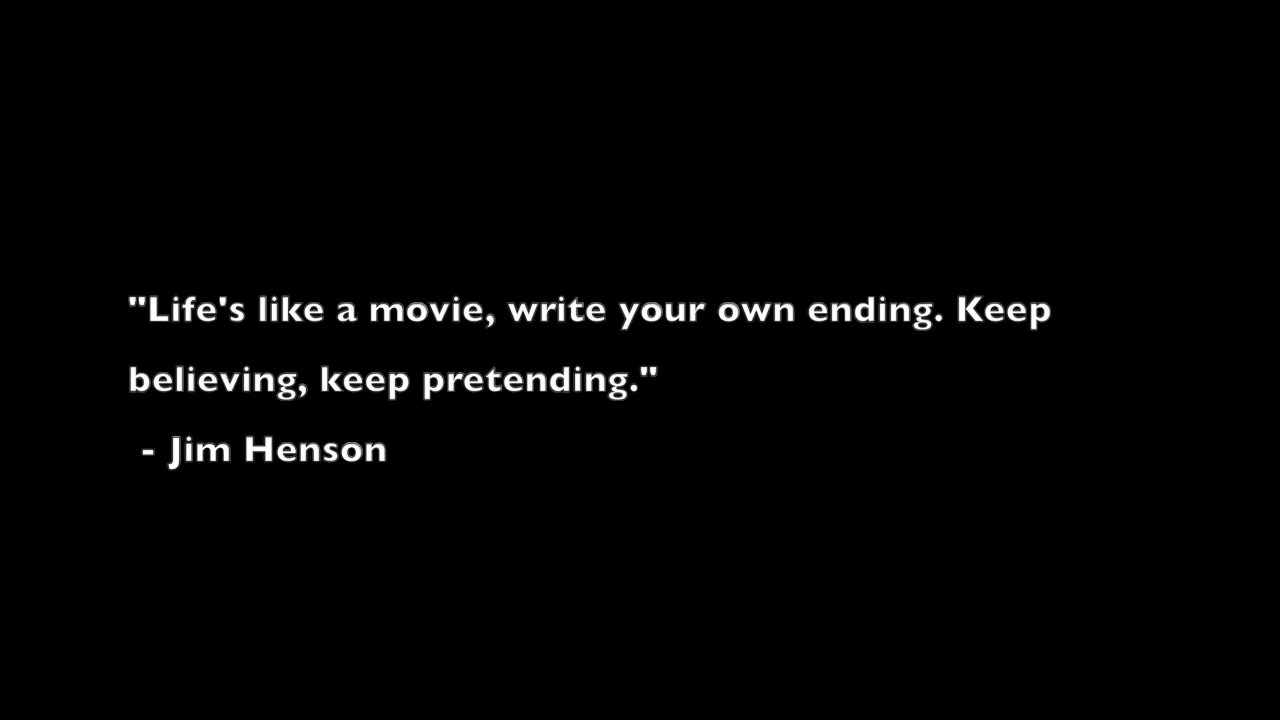 "Life's like a movie, write your own ending. Keep
believing, keep pretending."
- Jim Henson